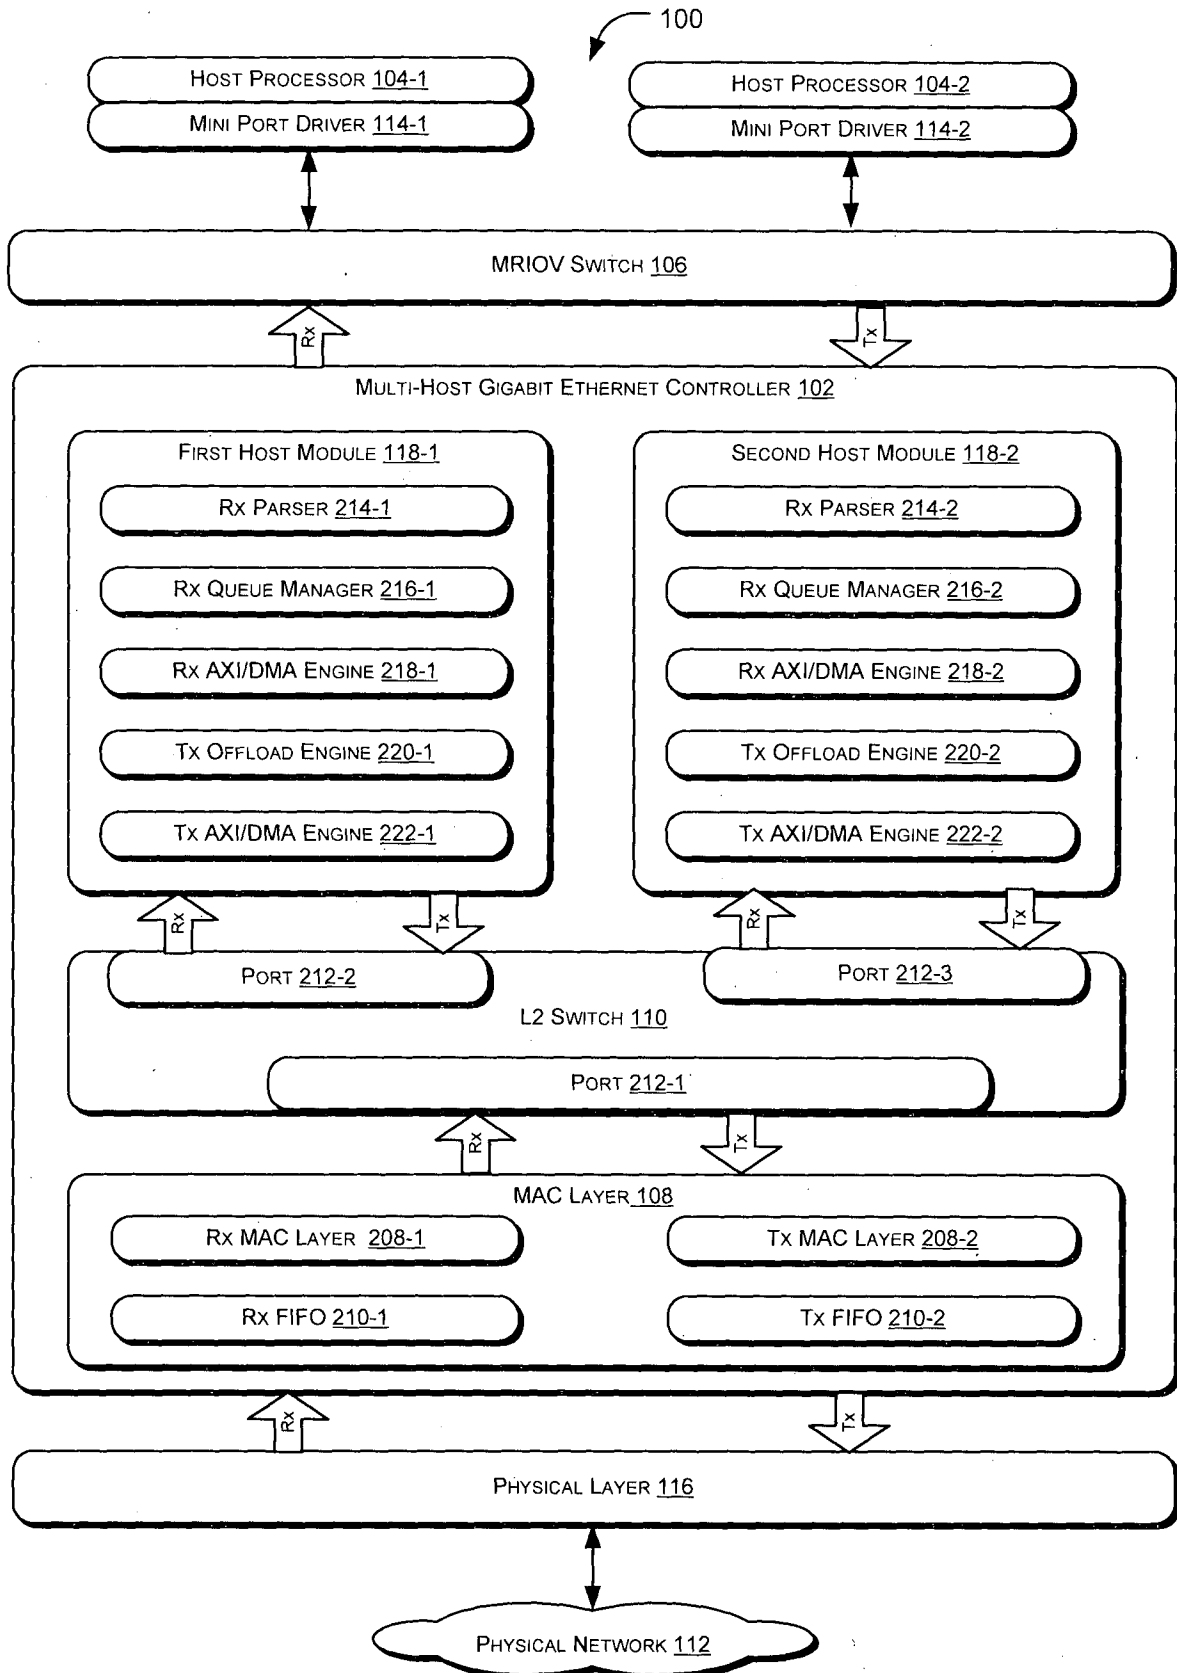 100
HOST PROCESSOR 104-1
HOST PROCESSOR 104-2
MINI PORT DRIVER 114-1
MINI PORT DRIVER 114-2
MRIOV SWITCH 106
Rx
Tx
MULTI-HOST GIGABIT ETHERNET CONTROLLER 102
FIRST HOST MODULE 118-1
SECOND HOST MODULE 118-2
RX PARSER 214-1
RX PARSER 214-2
RX QUEUE MANAGER 216-1
RX QUEUE MANAGER 216-2
RX AXI/DMA ENGINE 218-1
RX AXI/DMA ENGINE 218-2
TX OFFLOAD ENGINE 220-1
TX OFFLOAD ENGINE 220-2
TX AXI/DMA ENGINE 222-1
TX AXI/DMA ENGINE 222-2
Rx
Tx
Rx
Tx
PORT 212-2
PORT 212-3
L2 SWITCH 110
PORT 212-1
Rx
Tx
MAC LAYER 108
RX MAC LAYER 208-1
TX MAC LAYER 208-2
RX FIFO 210-1
TX FIFO 210-2
Rx
Tx
PHYSICAL LAYER 116
PHYSICAL NETWORK 112